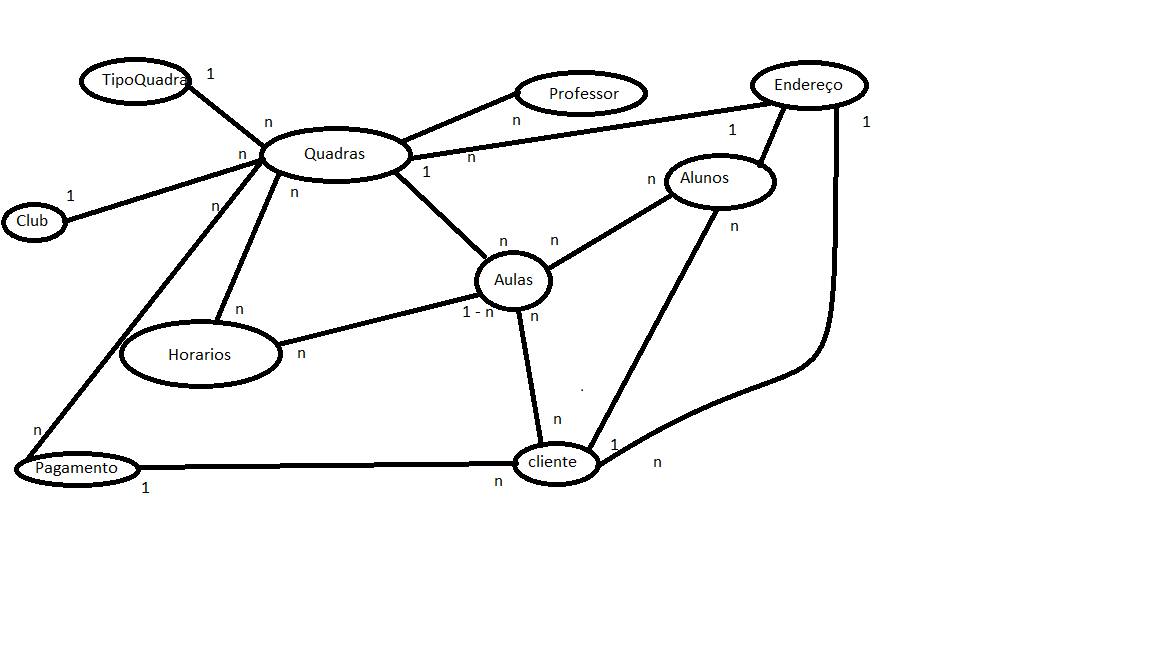 TipoQuadra
1
Endereço
Professor
n
n
1
1
Quadras
n
n
1
n
Alunos
n
1
n
n
Club
n
n
n
Aulas
n
1 - n
n
Horarios
n
n
1
n
cliente
n
Pagamento
n
1